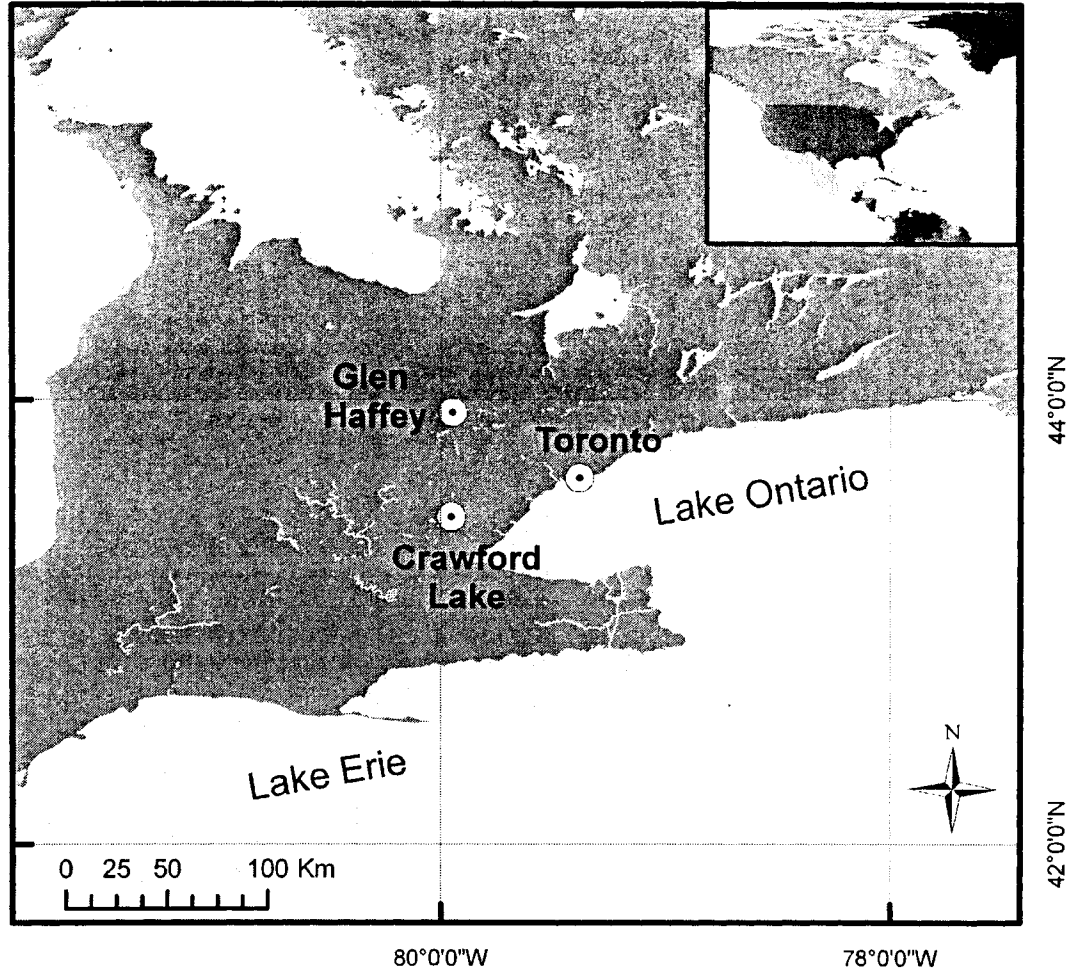 Glen
Haffey
Toronto
Lake Ontario
Crawford
Lake
Lake Erie
N
0 25 50 100 Km
44°0'0"N
42°0'0"N
80°0'0"W
78°0'0"W